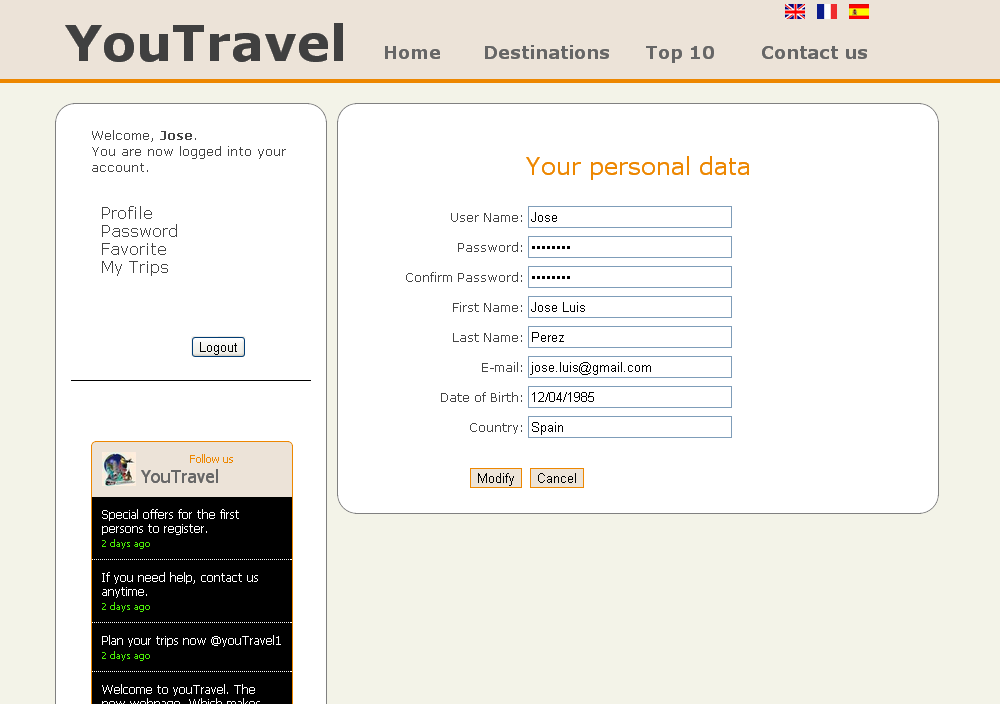 YouTravel
Home Destinations Top 10 Contact us
Welcome, Jose.
You are now logged into your
account.
Profile
Password
Favorite
My Trips
Logout
Follow us
YouTravel
Special offers for the first
persons to register.
2 days ago
If you need help, contact us
anytime.
2 days ago
Plan your trips now @youTravel1
2 days ago
Welcome to youTravel. The
new webpage. Which makes
Your personal data
User Name: Jose
Password: ••••••••
Confirm Password: ••••••••
First Name: Jose Luis
Last Name: Perez
E-mail: jose.luis@gmail.com
Date of Birth: 12/04/1985
Country: Spain
Modify Cancel